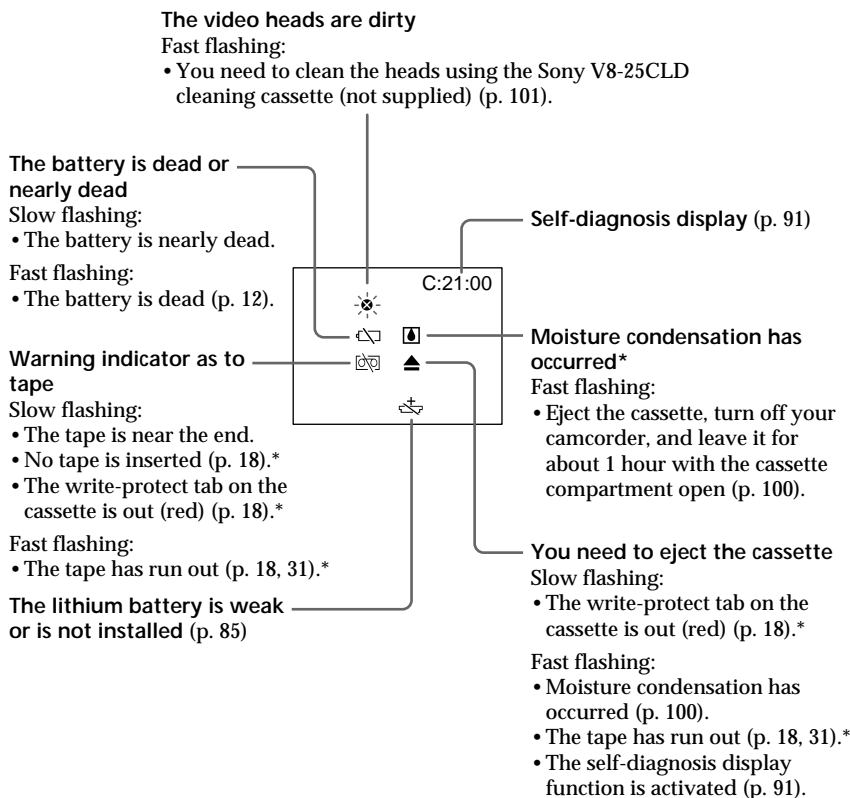 The video heads are dirty
Fast flashing:
•You need to clean the heads using the Sony V8-25CLD
cleaning cassette (not supplied) (p. 101).
The battery is dead or
nearly dead
Slow flashing:
•The battery is nearly dead.
Fast flashing:
•The battery is dead (p. 12).
Warning indicator as to
tape
Slow flashing:
•The tape is near the end.
•No tape is inserted (p. 18).*
•The write-protect tab on the
cassette is out (red) (p. 18).*
Fast flashing:
•The tape has run out (p. 18, 31).*
The lithium battery is weak
or is not installed (p. 85)
C:21:00
Self-diagnosis display (p. 91)
Moisture condensation has
occurred*
Fast flashing:
•Eject the cassette, turn off your
camcorder, and leave it for
about 1 hour with the cassette
compartment open (p. 100).
You need to eject the cassette
Slow flashing:
•The write-protect tab on the
cassette is out (red) (p. 18).*
Fast flashing:
•Moisture condensation has
occurred (p. 100).
•The tape has run out (p. 18, 31).*
•The self-diagnosis display
function is activated (p. 91).